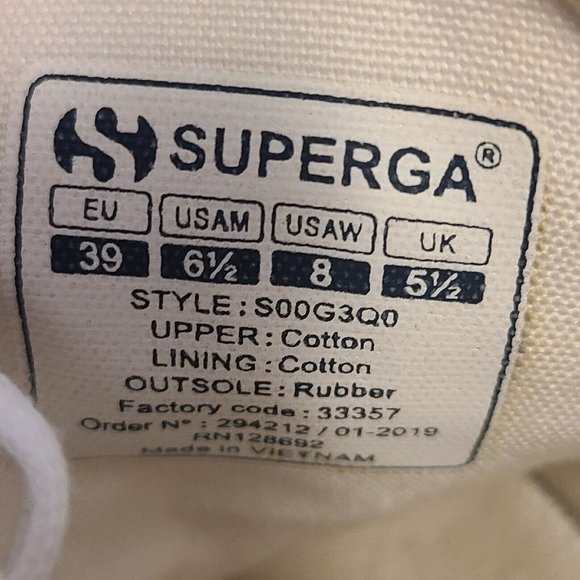 SUPERGA®
EU USAM USAW UK
39 6½ 8 5½
STYLE: S00G3Q0
UPPER: Cotton
LINING: Cotton
OUTSOLE: Rubber
Factory code: 33357
Order N°: 294212 / 01-2019
RN128692
Made in VIETNAM